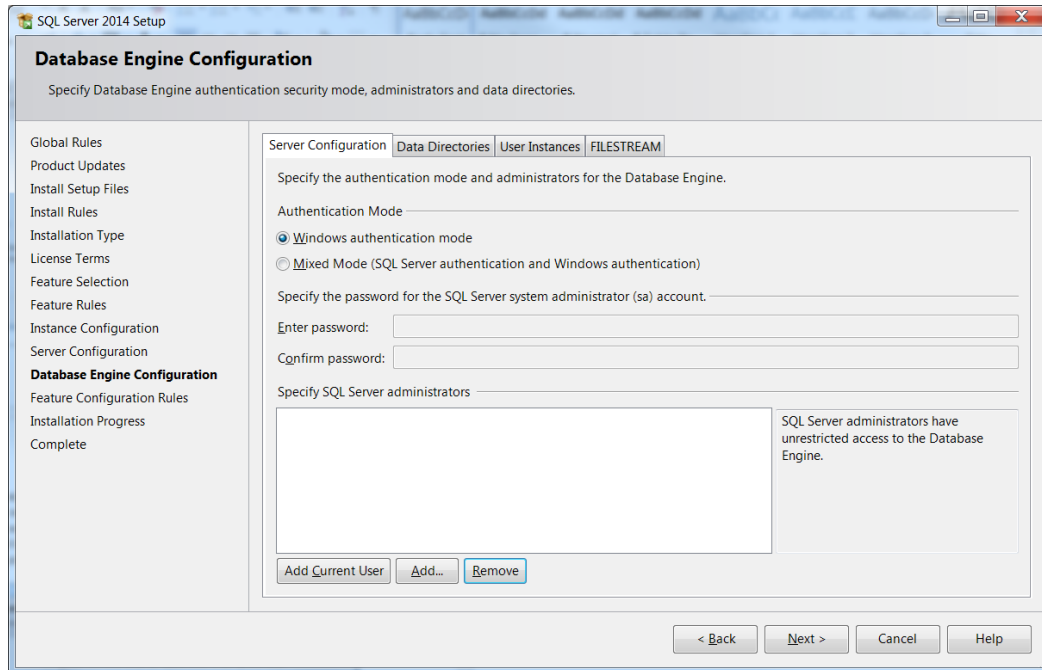 SQL Server 2014 Setup
Database Engine Configuration
Specify Database Engine authentication security mode, administrators and data directories.
Global Rules
Product Updates
Install Setup Files
Install Rules
Installation Type
License Terms
Feature Selection
Feature Rules
Instance Configuration
Server Configuration
Database Engine Configuration
Feature Configuration Rules
Installation Progress
Complete
Server Configuration Data Directories User Instances FILESTREAM
Specify the authentication mode and administrators for the Database Engine.
Authentication Mode
Windows authentication mode
Mixed Mode (SQL Server authentication and Windows authentication)
Specify the password for the SQL Server system administrator (sa) account.
Enter password:
Confirm password:
Specify SQL Server administrators
SQL Server administrators have
unrestricted access to the Database
Engine.
Add Current User Add... Remove
< Back Next > Cancel Help